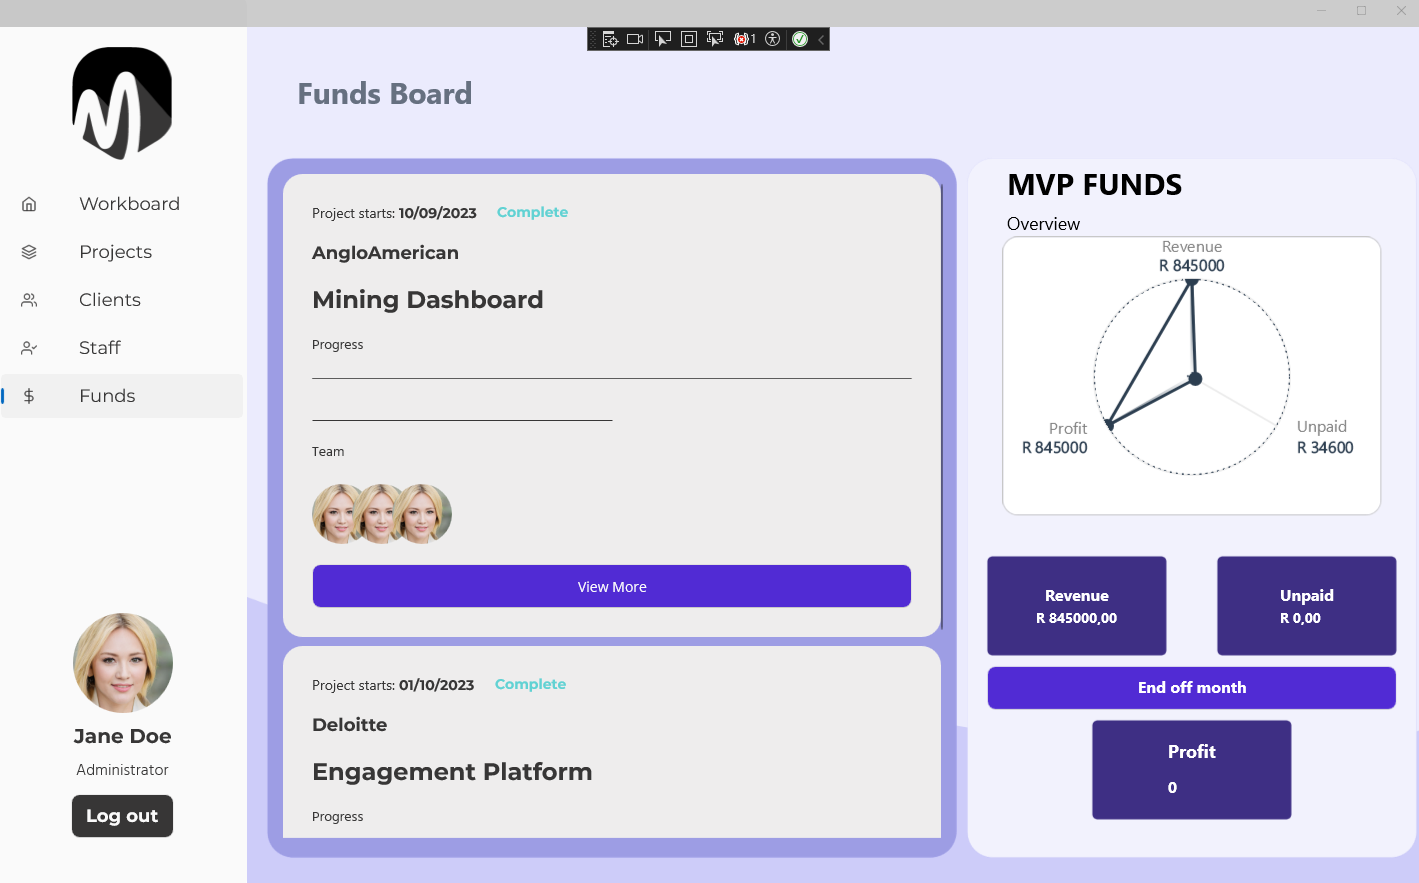 1
Funds Board
Workboard
Projects
Clients
Staff
Funds
Jane Doe
Administrator
Log out
Project starts: 10/09/2023 Complete
AngloAmerican
Mining Dashboard
Progress
Team
View More
Project starts: 01/10/2023 Complete
Deloitte
Engagement Platform
Progress
MVP FUNDS
Overview
Revenue
R 845000
Profit
R 845000
Unpaid
R 34600
Revenue
R 845000,00
Unpaid
R 0,00
End off month
Profit
0